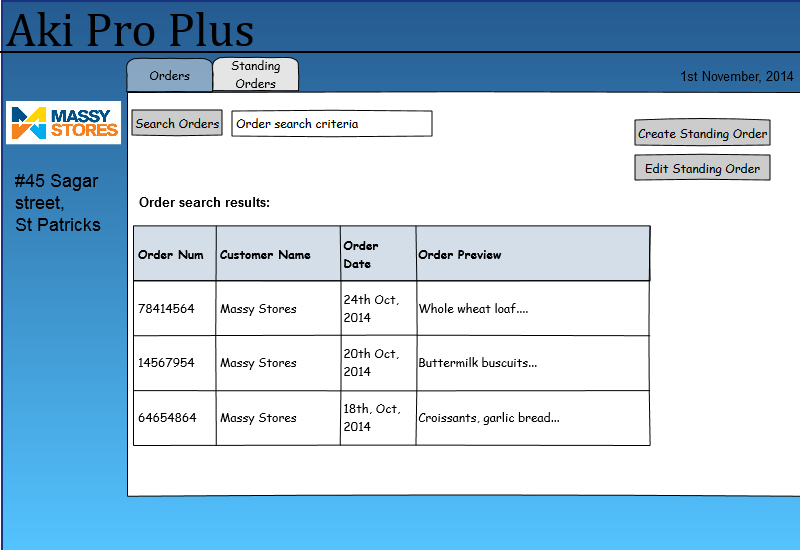 Aki Pro Plus
Orders
Standing
Orders
1st November, 2014
MASSY
STORES
Search Orders
Order search criteria
Create Standing Order
Edit Standing Order
#45 Sagar
street,
St Patricks
Order search results:
Order Num Customer Name Order Date Order Preview
78414564 Massy Stores 24th Oct, 2014 Whole wheat loaf....
14567954 Massy Stores 20th Oct, 2014 Buttermilk buscuits...
64654864 Massy Stores 18th, Oct, 2014 Croissants, garlic bread...